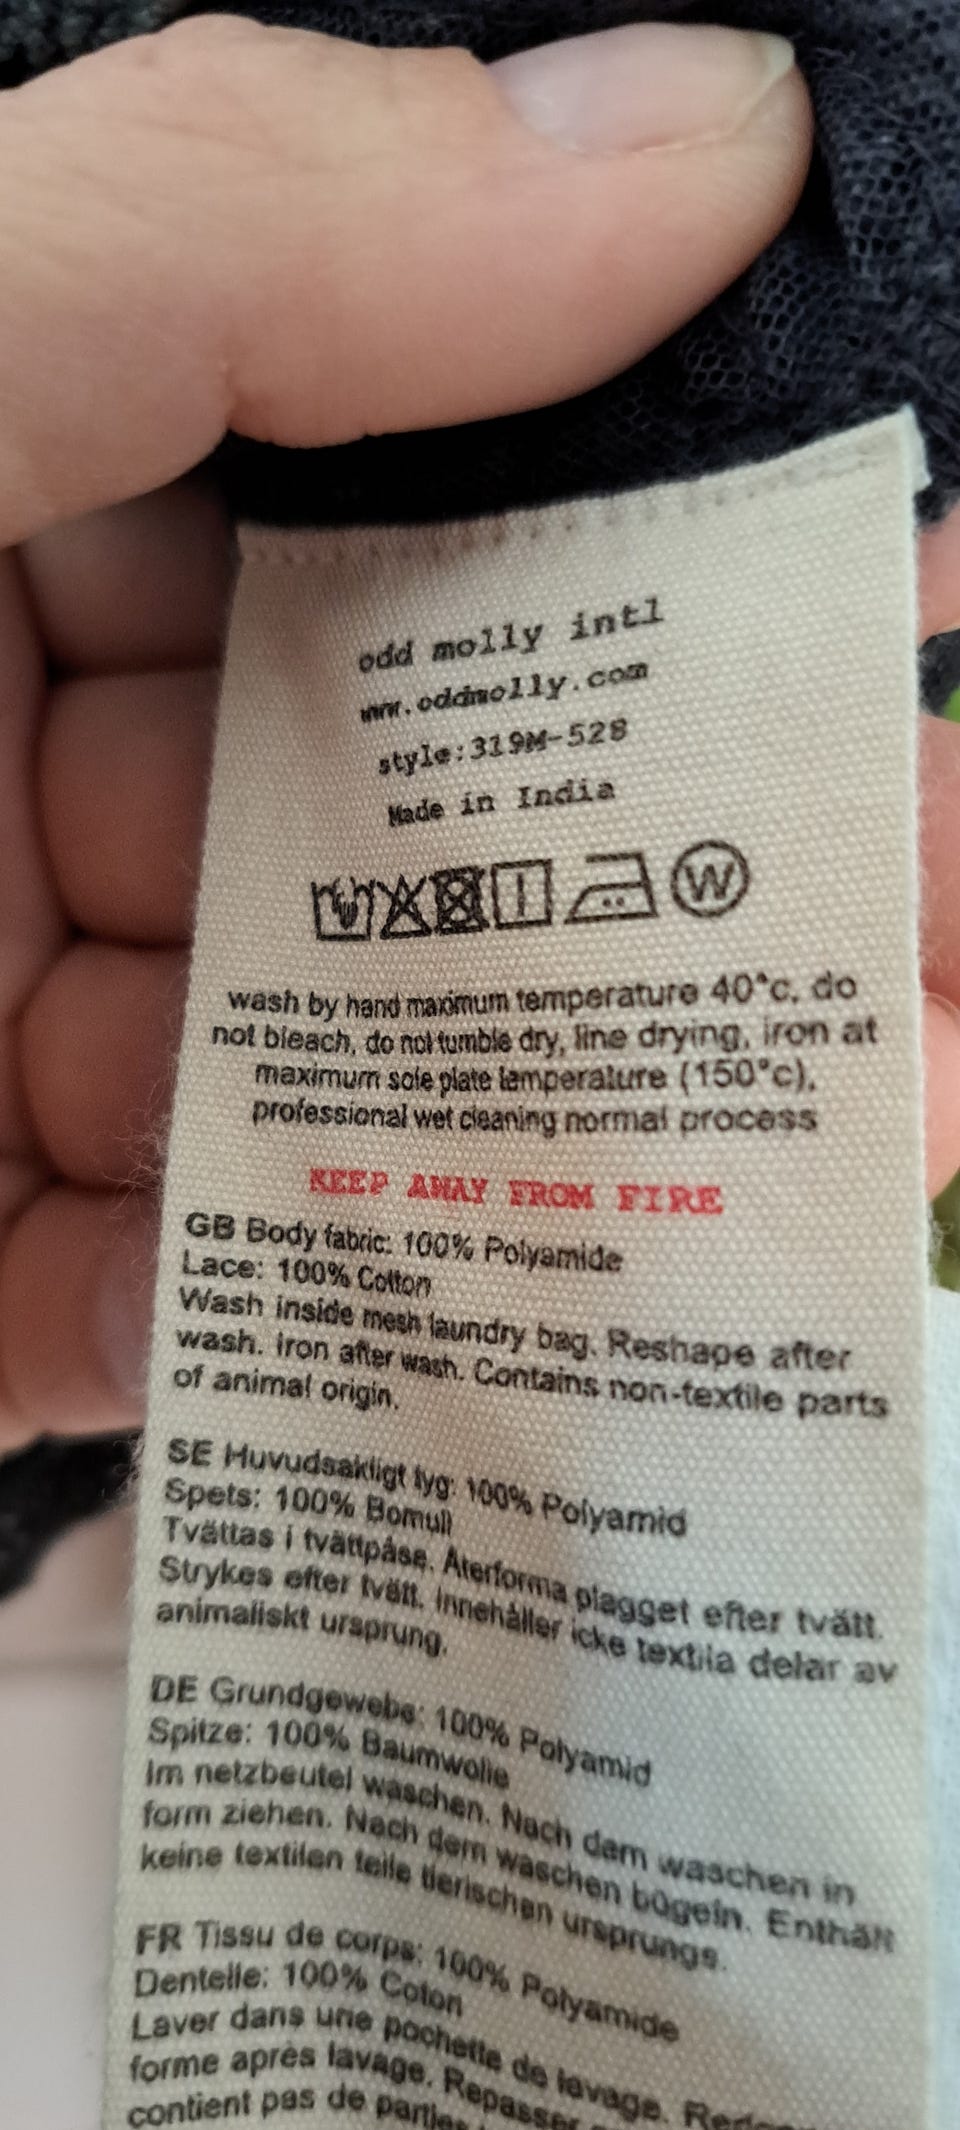 odd molly intl
www.oddmolly.com
style:319M-528
Made in India
W
wash by hand maximum temperature 40°c, do
not bleach, do not tumble dry, line drying, iron at
maximum sole plate temperature (150°c),
professional wet cleaning normal process
KEEP AWAY FROM FIRE
GB Body fabric: 100% Polyamide
Lace: 100% Cotton
Wash inside mesh laundry bag. Reshape after
wash. Iron after wash. Contains non-textile parts
of animal origin.
SE Huvudsakligt tyg: 100% Polyamid
Spets: 100% Bomull
Tvättas i tvättpåse. Återforma plagget efter tvätt.
Strykes efter tvätt. Innehåller icke textila delar av
animaliskt ursprung.
DE Grundgewebe: 100% Polyamid
Spitze: 100% Baumwolle
Im netzbeutel waschen. Nach dem waschen in
form ziehen. Nach dem waschen bügeln. Enthält
keine textilen teile tierischen ursprungs.
FR Tissu de corps: 100% Polyamide
Dentelle: 100% Coton
Laver dans une pochette de lavage.
forme après lavage. Repasser
contient pas de parties